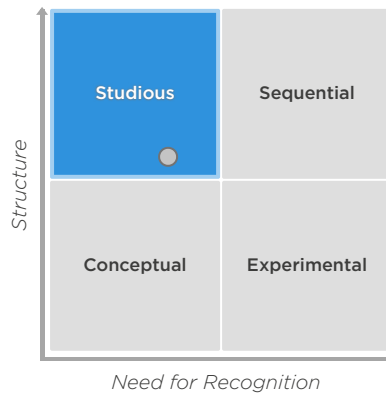 Studious
Sequential
Structure
Conceptual
Experimental
Need for Recognition